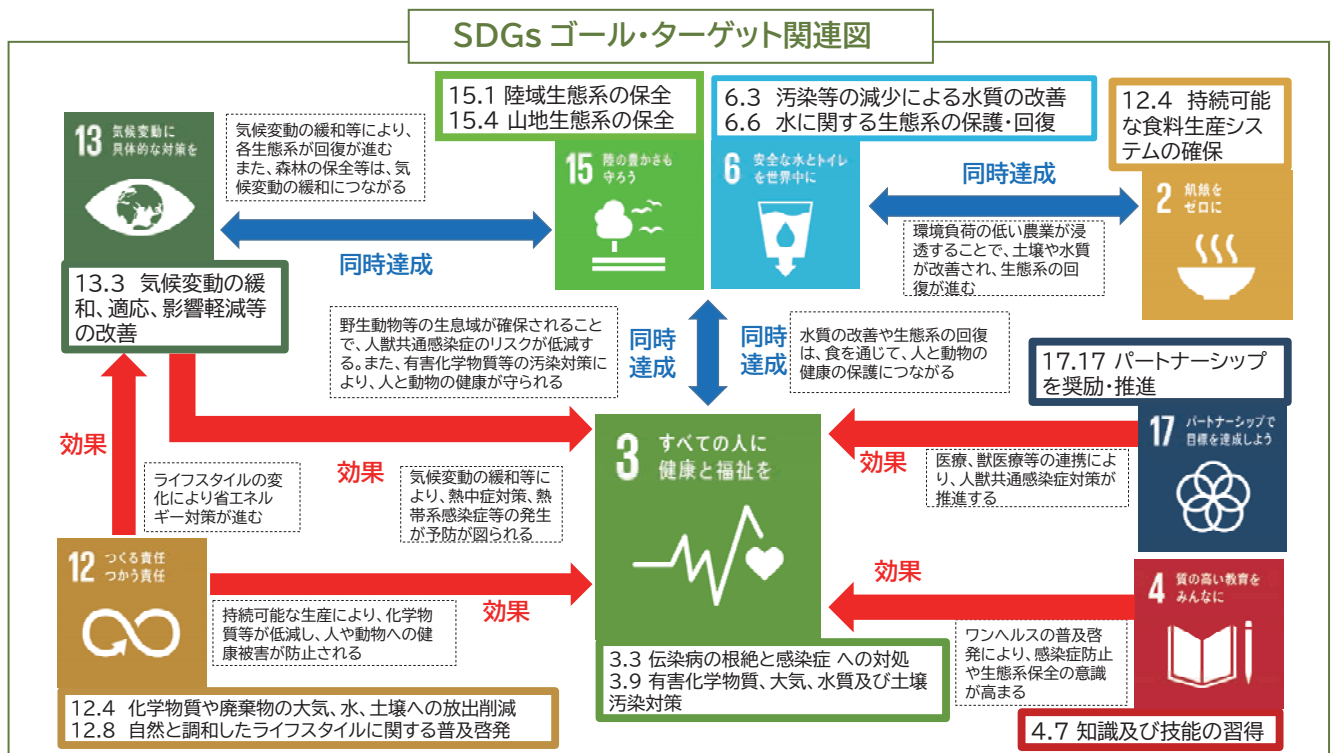 SDGs ゴール・ターゲット関連図
13 気候変動に
具体的な対策を
気候変動の緩和等により、
各生態系が回復が進む
また、森林の保全等は、気
候変動の緩和につながる
15.1 陸域生態系の保全
15.4 山地生態系の保全
15 陸の豊かさも
守ろう
6.3 汚染等の減少による水質の改善
6.6 水に関する生態系の保護・回復
6 安全な水とトイレ
を世界中に
同時達成
12.4 持続可能
な食料生産シス
テムの確保
2 飢餓を
ゼロに
同時達成
環境負荷の低い農業が浸
透することで、土壌や水質
が改善され、生態系の回
復が進む
13.3 気候変動の緩
和、適応、影響軽減等
の改善
野生動物等の生息域が確保されること
で、人獣共通感染症のリスクが低減す
る。また、有害化学物質等の汚染対策に
より、人と動物の健康が守られる
同時
達成
同時
達成
水質の改善や生態系の回復
は、食を通じて、人と動物の
健康の保護につながる
17.17 パートナーシップ
を奨励・推進
17 パートナーシップで
目標を達成しよう
効果
ライフスタイルの変
化により省エネル
ギー対策が進む
効果
気候変動の緩和等に
より、熱中症対策、熱
帯系感染症等の発生
が予防が図られる
3 すべての人に
健康と福祉を
効果
医療、獣医療等の連携によ
り、人獣共通感染症対策が
推進する
12 つくる責任
つかう責任
効果
持続可能な生産により、化学物
質等が低減し、人や動物への健
康被害が防止される
効果
4 質の高い教育を
みんなに
ワンヘルスの普及啓
発により、感染症防止
や生態系保全の意識
が高まる
3.3 伝染病の根絶と感染症 への対処
3.9 有害化学物質、大気、水質及び土壌
汚染対策
12.4 化学物質や廃棄物の大気、水、土壌への放出削減
12.8 自然と調和したライフスタイルに関する普及啓発
4.7 知識及び技能の習得